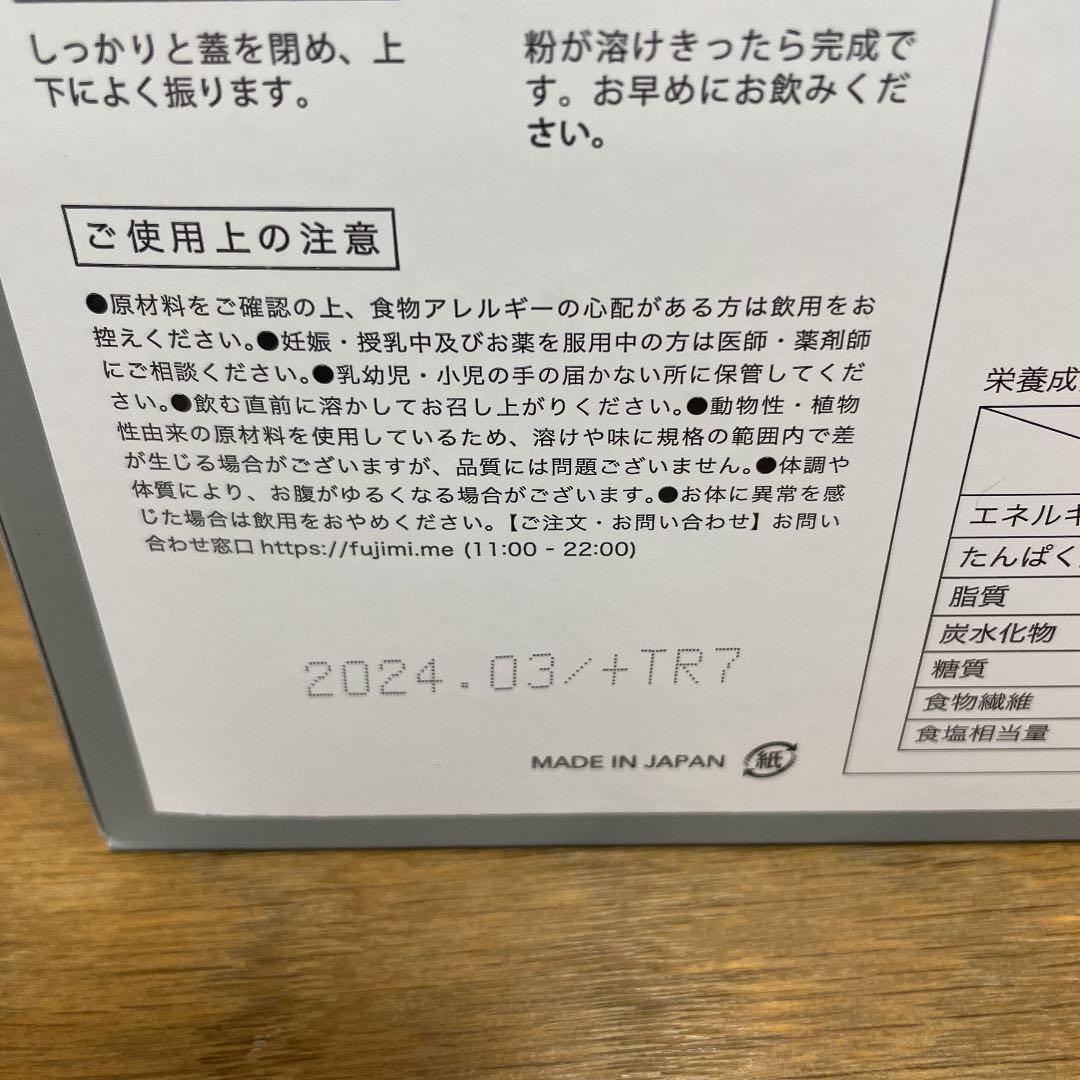 しっかりと蓋を閉め、上
下によく振ります。
粉が溶けきったら完成で
す。お早めにお飲みくだ
さい。
ご使用上の注意
●原材料をご確認の上、食物アレルギーの心配がある方は飲用をお
控えください。●妊娠・授乳中及びお薬を服用中の方は医師・薬剤師
にご相談ください。●乳幼児・小児の手の届かない所に保管してくだ
さい。●飲む直前に溶かしてお召し上がりください。●動物性・植物
性由来の原材料を使用しているため、溶けや味に規格の範囲内で差
が生じる場合がございますが、品質には問題ございません。●体調や
体質により、お腹がゆるくなる場合がございます。●お体に異常を感
じた場合は飲用をおやめください。【ご注文・お問い合わせ】お問い
合わせ窓口 https://fujimi.me (11:00 - 22:00)
2024.03/+TR7
MADE IN JAPAN 紙
栄養成
エネルギ
たんぱく
脂質
炭水化物
糖質
食物繊維
食塩相当量